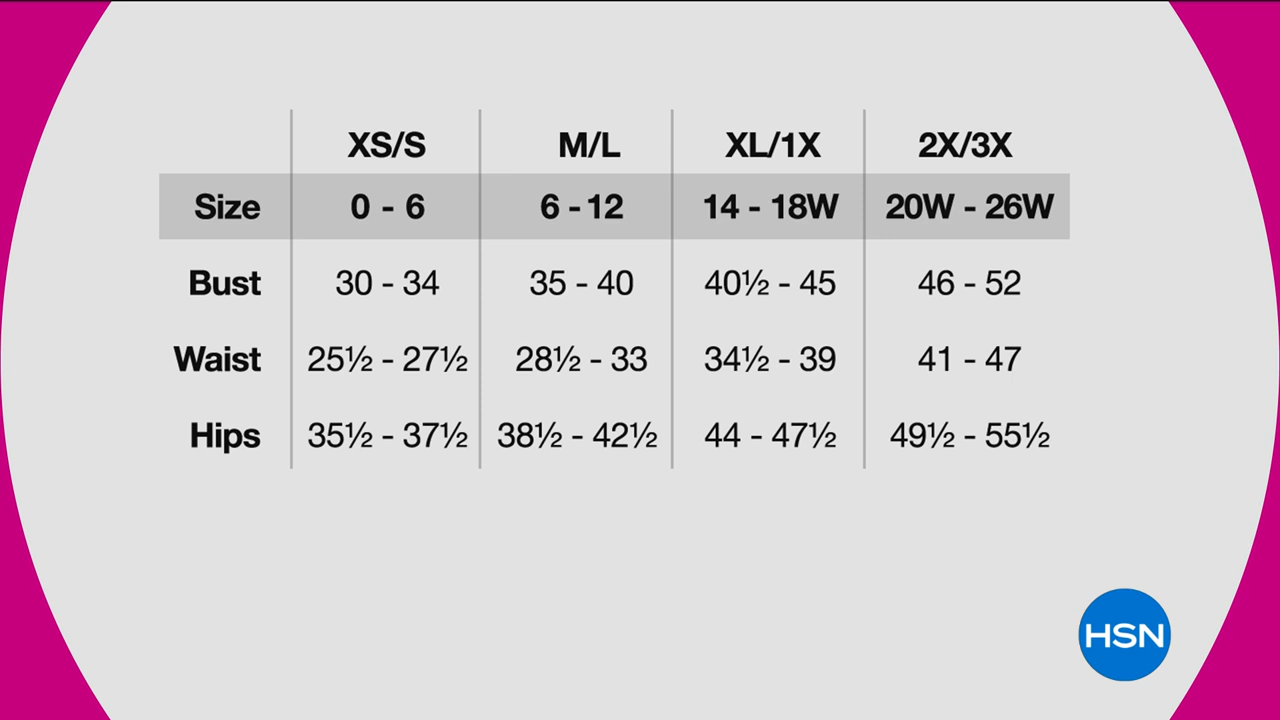 XS/S M/L XL/1X 2X/3X
Size 0 - 6 6 - 12 14 - 18W 20W - 26W
Bust 30 - 34 35 - 40 40½ - 45 46 - 52
Waist 25½ - 27½ 28½ - 33 34½ - 39 41 - 47
Hips 35½ - 37½ 38½ - 42½ 44 - 47½ 49½ - 55½
HSN